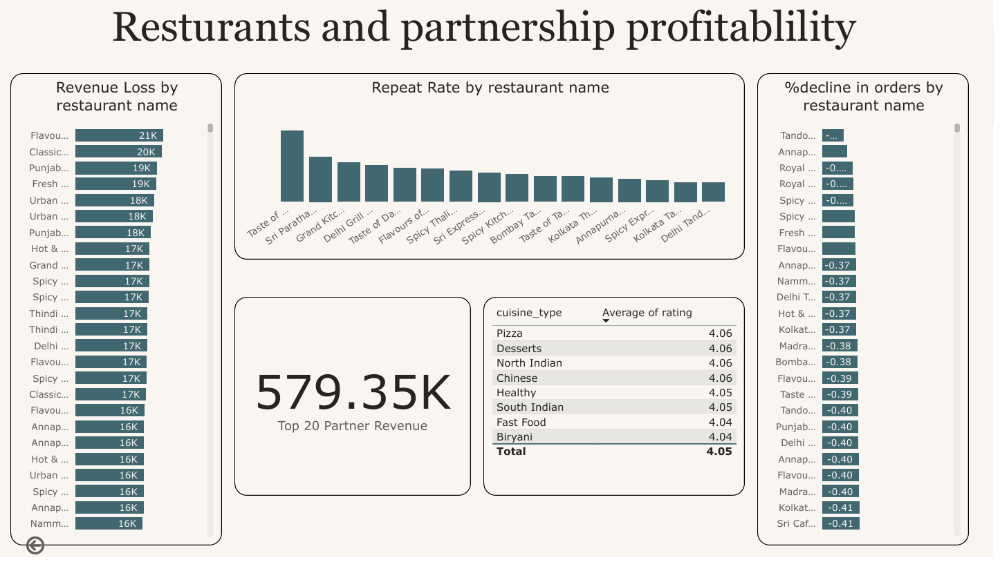 Resturants and partnership profitablility
Revenue Loss by
restaurant name
Flavou... 21K
Classic... 20K
Punjab... 19K
Fresh ... 19K
Urban ... 18K
Urban ... 18K
Punjab... 18K
Hot & ... 17K
Grand ... 17K
Spicy ... 17K
Spicy ... 17K
Thindi ... 17K
Thindi ... 17K
Delhi ... 17K
Flavou... 17K
Spicy ... 17K
Classic... 17K
Flavou... 16K
Annap... 16K
Annap... 16K
Hot & ... 16K
Urban ... 16K
Spicy ... 16K
Annap... 16K
Namm... 16K
Repeat Rate by restaurant name
Taste of ...
Sri Paratha...
Grand Kitc...
Delhi Grill ...
Taste of Da...
Flavours of...
Spicy Thali...
Sri Express...
Spicy Kitch...
Bombay Ta...
Taste of Ta...
Kolkata Th...
Annapurna...
Spicy Expr...
Kolkata Ta...
Delhi Tand...
579.35K
Top 20 Partner Revenue
cuisine_type Average of rating
Pizza 4.06
Desserts 4.06
North Indian 4.06
Chinese 4.06
Healthy 4.05
South Indian 4.05
Fast Food 4.04
Biryani 4.04
Total 4.05
%decline in orders by
restaurant name
Tando... -...
Annap...
Royal ... -0....
Royal ... -0....
Spicy ... -0....
Spicy ...
Fresh ...
Flavou...
Annap... -0.37
Namm... -0.37
Delhi T... -0.37
Hot & ... -0.37
Kolkat... -0.37
Madra... -0.38
Bomba... -0.38
Flavou... -0.39
Taste ... -0.39
Tando... -0.40
Punjab... -0.40
Delhi ... -0.40
Annap... -0.40
Flavou... -0.40
Madra... -0.40
Kolkat... -0.41
Sri Caf... -0.41